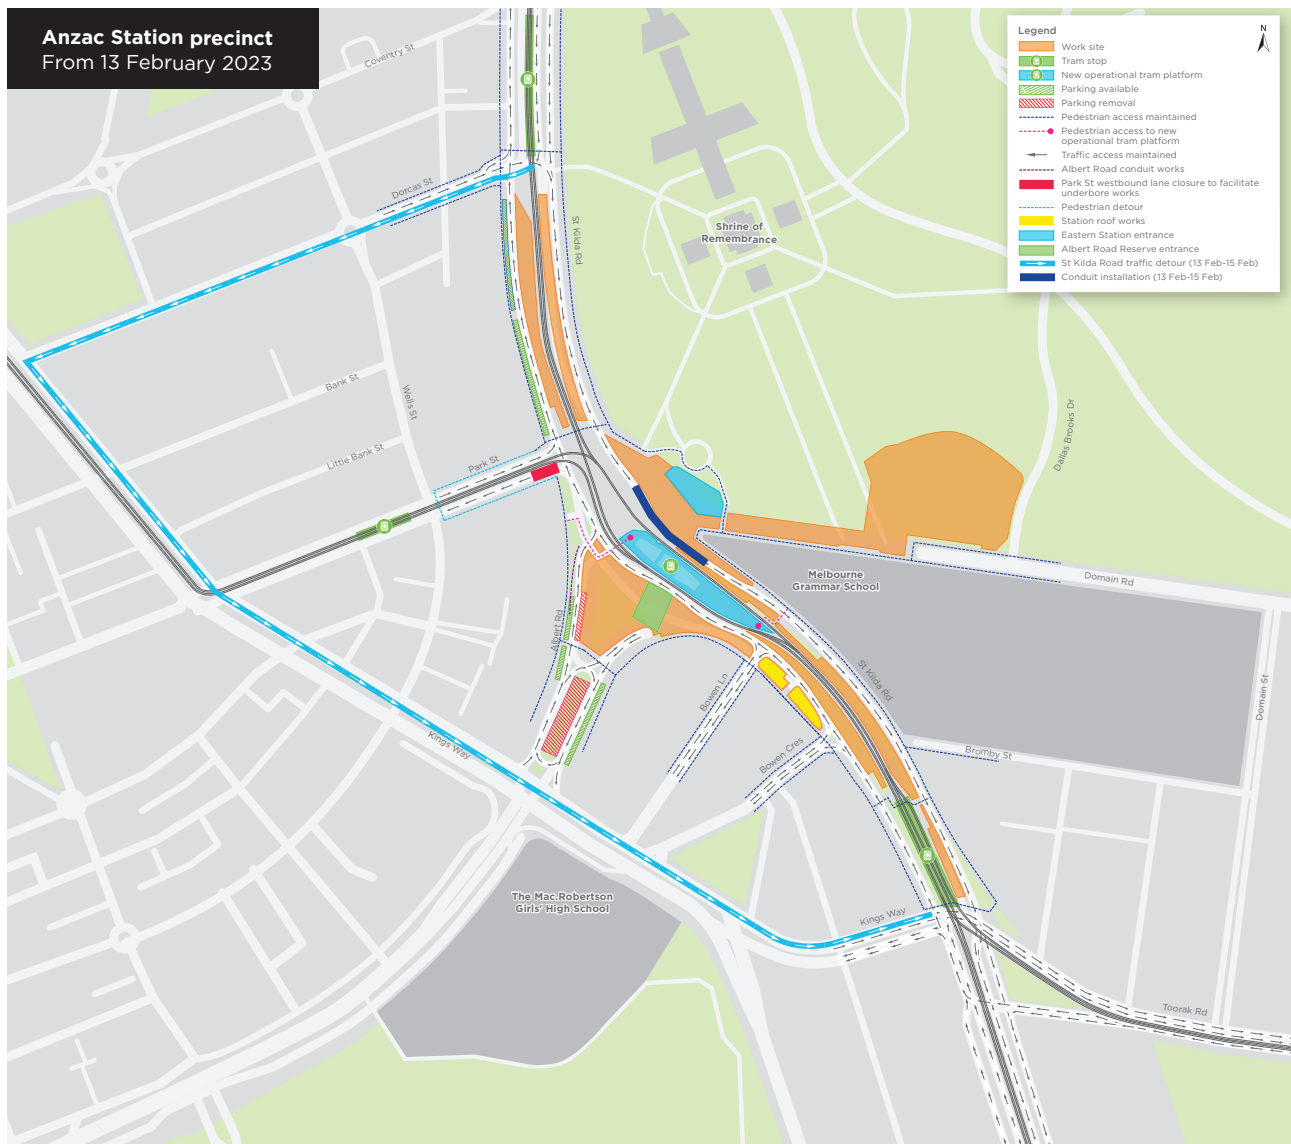 Anzac Station precinct
From 13 February 2023
Legend
N
Work site
Tram stop
New operational tram platform
Parking available
Parking removal
Pedestrian access maintained
Pedestrian access to new
operational tram platform
Traffic access maintained
Albert Road conduit works
Park St westbound lane closure to facilitate
underbore works
Pedestrian detour
Station roof works
Eastern Station entrance
Albert Road Reserve entrance
St Kilda Road traffic detour (13 Feb-15 Feb)
Conduit installation (13 Feb-15 Feb)
Coventry St
Dorcas St
St Kilda Rd
Shrine of
Remembrance
Bank St
Wells St
Little Bank St
Park St
Dallas Brooks Dr
Melbourne
Grammar School
Domain Rd
Albert Rd
Bowen Ln
St Kilda Rd
Domain St
Kings Way
Bowen Cres
Bromby St
The Mac.Robertson
Girls' High School
Kings Way
Toorak Rd